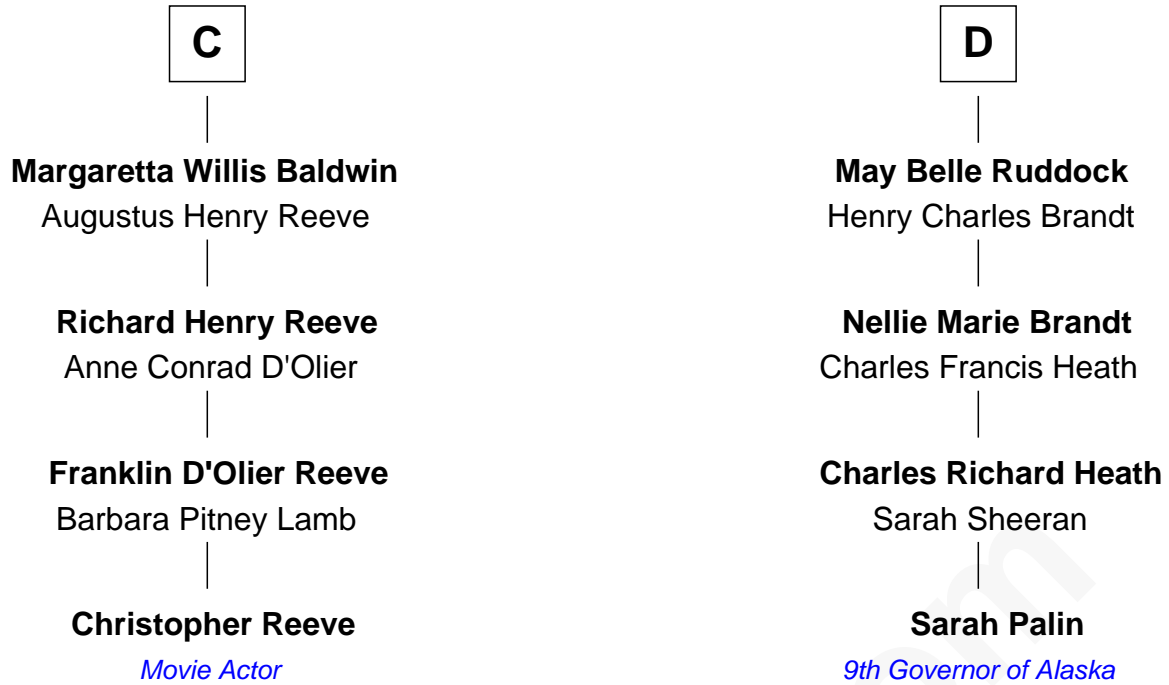 C
Margaretta Willis Baldwin
Augustus Henry Reeve
Richard Henry Reeve
Anne Conrad D'Olier
Franklin D'Olier Reeve
Barbara Pitney Lamb
Christopher Reeve
Movie Actor
D
May Belle Ruddock
Henry Charles Brandt
Nellie Marie Brandt
Charles Francis Heath
Charles Richard Heath
Sarah Sheeran
Sarah Palin
9th Governor of Alaska
om